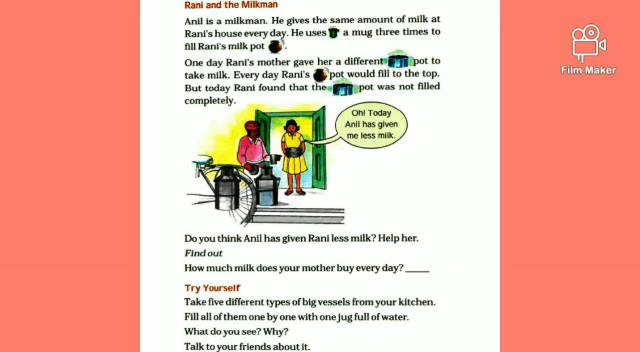 Rani and the Milkman
Anil is a milkman. He gives the same amount of milk at
Rani's house every day. He uses a mug three times to
fill Rani's milk pot .
One day Rani's mother gave her a different pot to
take milk. Every day Rani's pot would fill to the top.
But today Rani found that the pot was not filled
completely.
Oh! Today
Anil has given
me less milk.
Do you think Anil has given Rani less milk? Help her.
Find out
How much milk does your mother buy every day? _____
Try Yourself
Take five different types of big vessels from your kitchen.
Fill all of them one by one with one jug full of water.
What do you see? Why?
Talk to your friends about it.
Film Maker